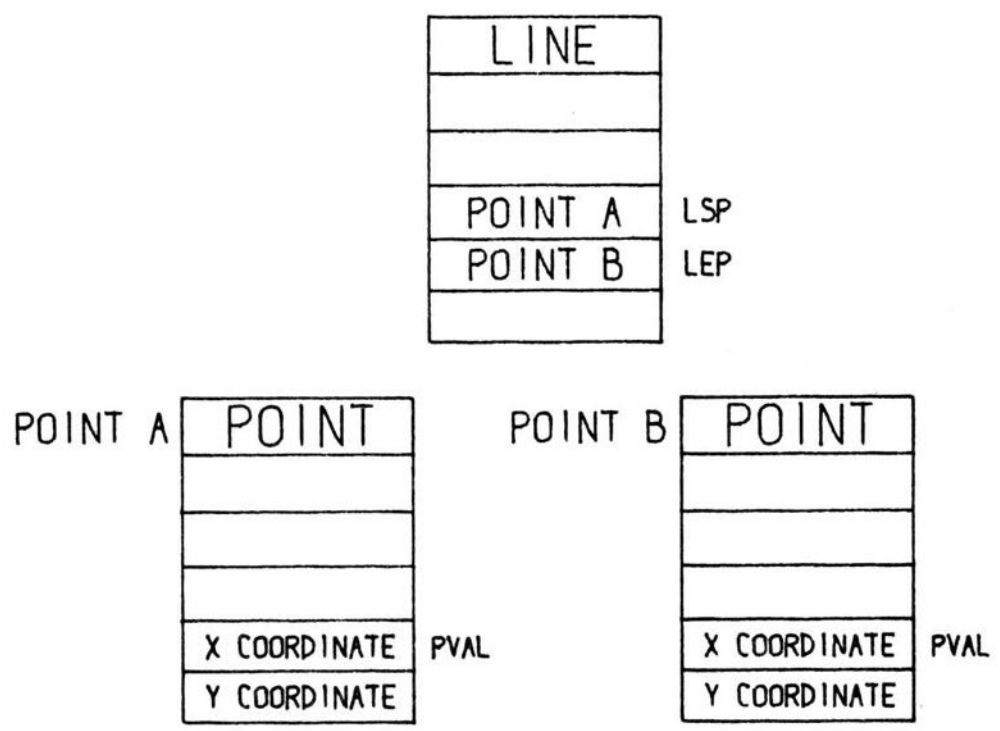 LINE
POINT A LSP
POINT B LEP
POINT A POINT
POINT B POINT
X COORDINATE PVAL
X COORDINATE PVAL
Y COORDINATE
Y COORDINATE